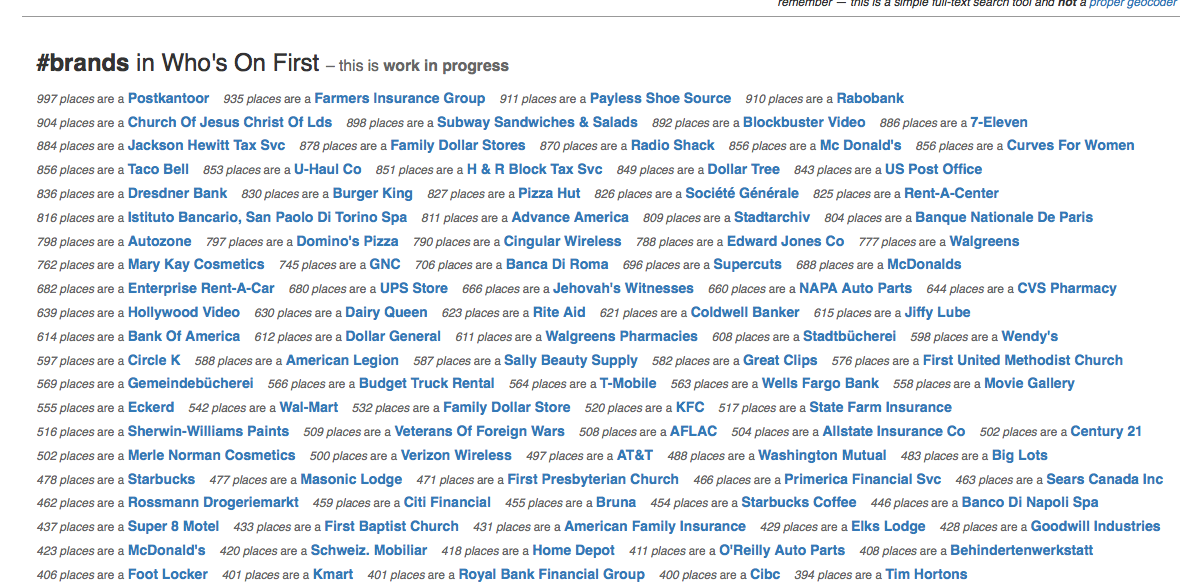 remember — this is a simple full-text search tool and not a proper geocoder
#brands in Who's On First – this is work in progress
997 places are a Postkantoor 935 places are a Farmers Insurance Group 911 places are a Payless Shoe Source 910 places are a Rabobank
904 places are a Church Of Jesus Christ Of Lds 898 places are a Subway Sandwiches & Salads 892 places are a Blockbuster Video 886 places are a 7-Eleven
884 places are a Jackson Hewitt Tax Svc 878 places are a Family Dollar Stores 870 places are a Radio Shack 856 places are a Mc Donald's 856 places are a Curves For Women
856 places are a Taco Bell 853 places are a U-Haul Co 851 places are a H & R Block Tax Svc 849 places are a Dollar Tree 843 places are a US Post Office
836 places are a Dresdner Bank 830 places are a Burger King 827 places are a Pizza Hut 826 places are a Société Générale 825 places are a Rent-A-Center
816 places are a Istituto Bancario, San Paolo Di Torino Spa 811 places are a Advance America 809 places are a Stadtarchiv 804 places are a Banque Nationale De Paris
798 places are a Autozone 797 places are a Domino's Pizza 790 places are a Cingular Wireless 788 places are a Edward Jones Co 777 places are a Walgreens
762 places are a Mary Kay Cosmetics 745 places are a GNC 706 places are a Banca Di Roma 696 places are a Supercuts 688 places are a McDonalds
682 places are a Enterprise Rent-A-Car 680 places are a UPS Store 666 places are a Jehovah's Witnesses 660 places are a NAPA Auto Parts 644 places are a CVS Pharmacy
639 places are a Hollywood Video 630 places are a Dairy Queen 623 places are a Rite Aid 621 places are a Coldwell Banker 615 places are a Jiffy Lube
614 places are a Bank Of America 612 places are a Dollar General 611 places are a Walgreens Pharmacies 608 places are a Stadtbücherei 598 places are a Wendy's
597 places are a Circle K 588 places are a American Legion 587 places are a Sally Beauty Supply 582 places are a Great Clips 576 places are a First United Methodist Church
569 places are a Gemeindebücherei 566 places are a Budget Truck Rental 564 places are a T-Mobile 563 places are a Wells Fargo Bank 558 places are a Movie Gallery
555 places are a Eckerd 542 places are a Wal-Mart 532 places are a Family Dollar Store 520 places are a KFC 517 places are a State Farm Insurance
516 places are a Sherwin-Williams Paints 509 places are a Veterans Of Foreign Wars 508 places are a AFLAC 504 places are a Allstate Insurance Co 502 places are a Century 21
502 places are a Merle Norman Cosmetics 500 places are a Verizon Wireless 497 places are a AT&T 488 places are a Washington Mutual 483 places are a Big Lots
478 places are a Starbucks 477 places are a Masonic Lodge 471 places are a First Presbyterian Church 466 places are a Primerica Financial Svc 463 places are a Sears Canada Inc
462 places are a Rossmann Drogeriemarkt 459 places are a Citi Financial 455 places are a Bruna 454 places are a Starbucks Coffee 446 places are a Banco Di Napoli Spa
437 places are a Super 8 Motel 433 places are a First Baptist Church 431 places are a American Family Insurance 429 places are a Elks Lodge 428 places are a Goodwill Industries
423 places are a McDonald's 420 places are a Schweiz. Mobiliar 418 places are a Home Depot 411 places are a O'Reilly Auto Parts 408 places are a Behindertenwerkstatt
406 places are a Foot Locker 401 places are a Kmart 401 places are a Royal Bank Financial Group 400 places are a Cibc 394 places are a Tim Hortons